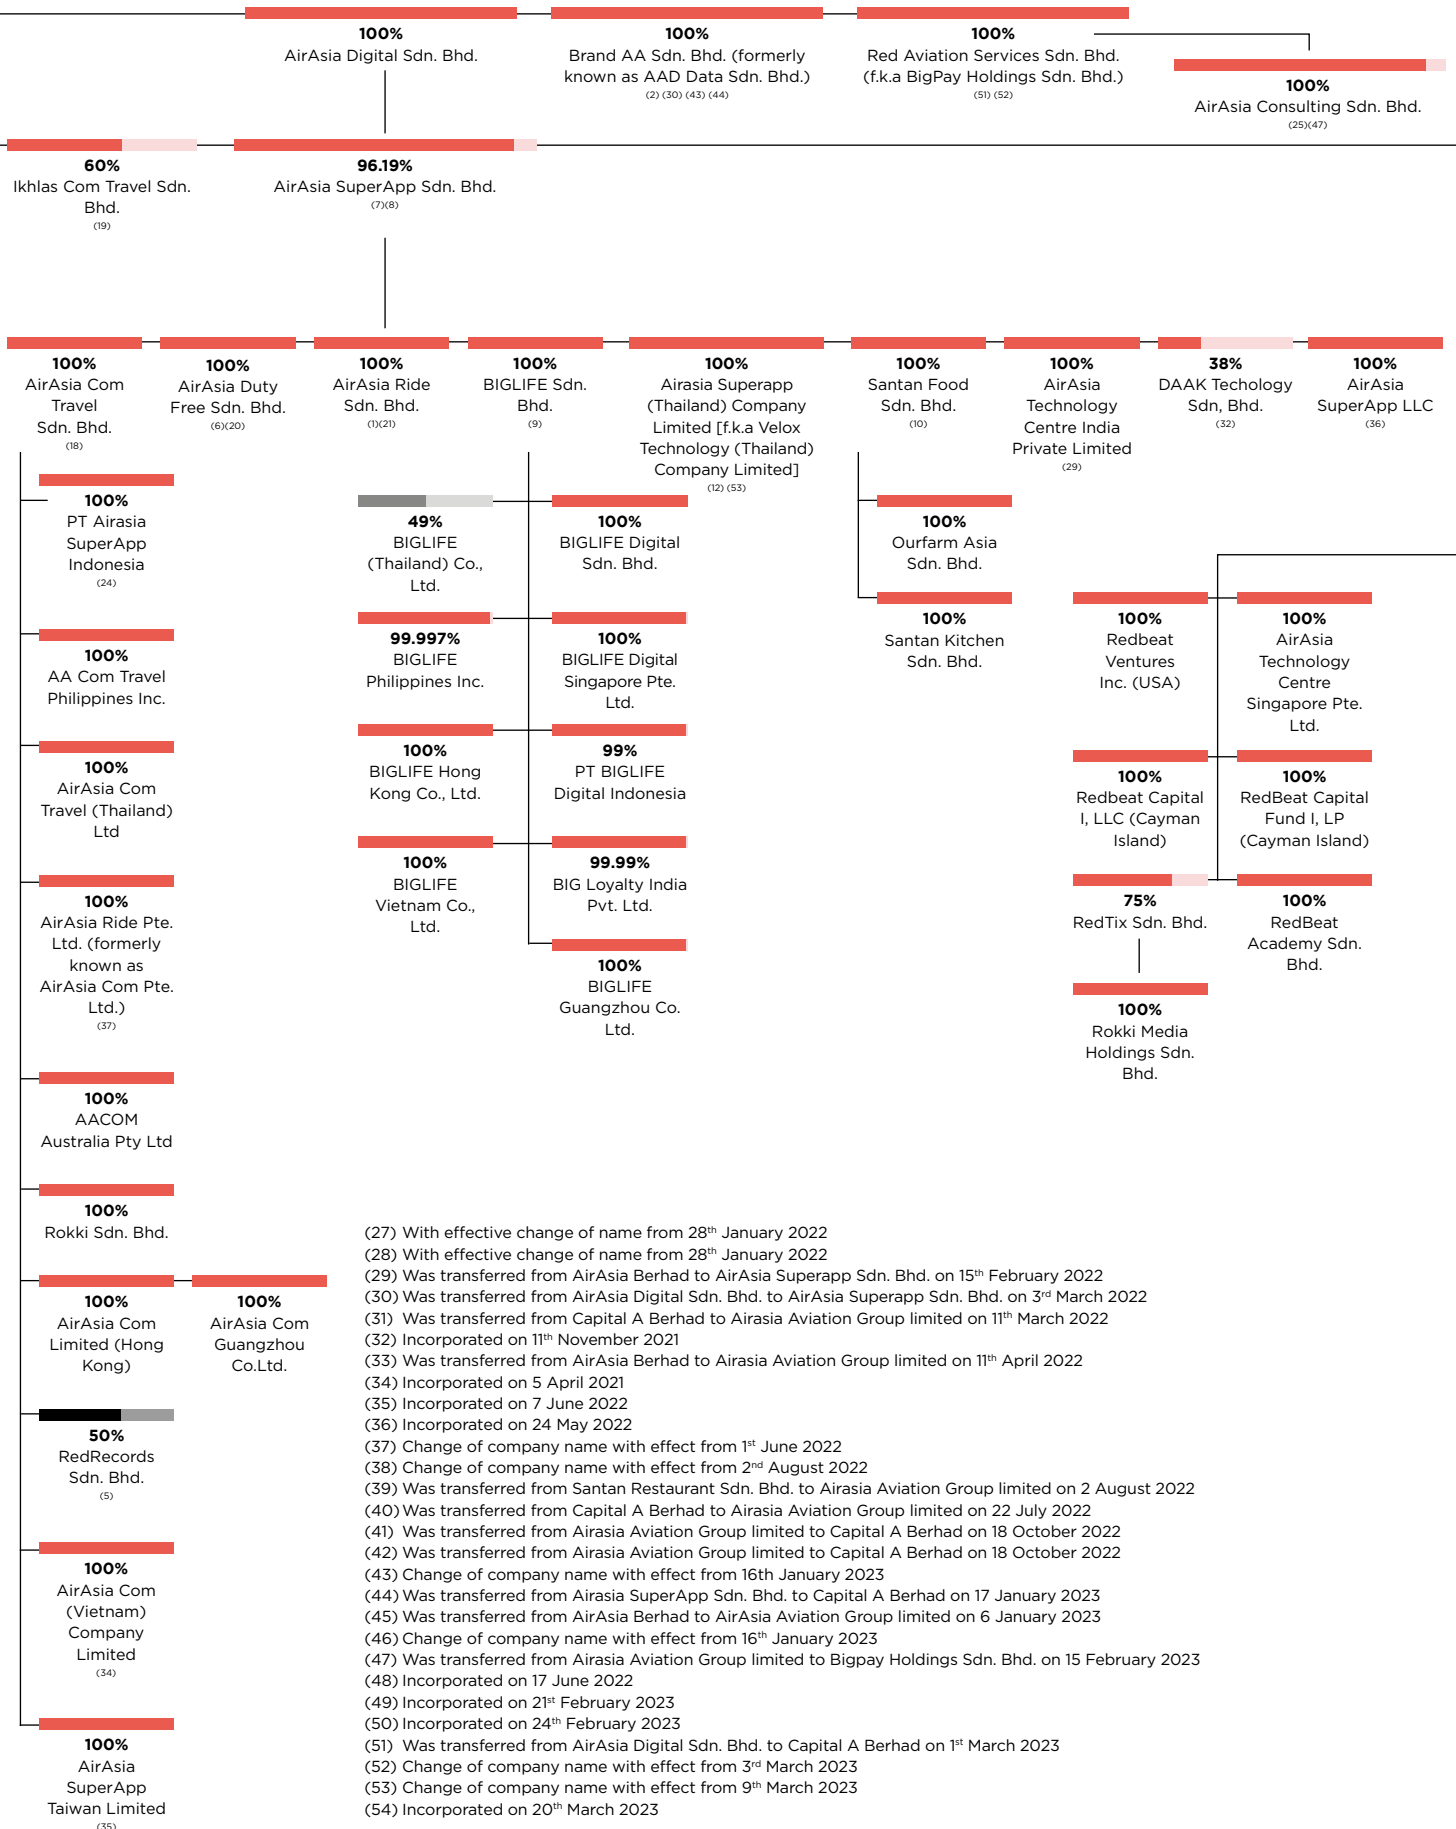 100%
AirAsia Digital Sdn. Bhd.
100%
Brand AA Sdn. Bhd. (formerly
known as AAD Data Sdn. Bhd.)
(2) (30) (43) (44)
100%
Red Aviation Services Sdn. Bhd.
(f.k.a BigPay Holdings Sdn. Bhd.)
(51) (52)
100%
AirAsia Consulting Sdn. Bhd.
(25)(47)
60%
Ikhlas Com Travel Sdn.
Bhd.
(19)
96.19%
AirAsia SuperApp Sdn. Bhd.
(7)(8)
100%
AirAsia Com
Travel
Sdn. Bhd.
(18)
100%
AirAsia Duty
Free Sdn. Bhd.
(6)(20)
100%
AirAsia Ride
Sdn. Bhd.
(1)(21)
100%
BIGLIFE Sdn.
Bhd.
(9)
100%
Airasia Superapp
(Thailand) Company
Limited [f.k.a Velox
Technology (Thailand)
Company Limited]
(12) (53)
100%
Santan Food
Sdn. Bhd.
(10)
100%
AirAsia
Technology
Centre India
Private Limited
(29)
38%
DAAK Techology
Sdn, Bhd.
(32)
100%
AirAsia
SuperApp LLC
(36)
100%
PT Airasia
SuperApp
Indonesia
(24)
100%
AA Com Travel
Philippines Inc.
100%
AirAsia Com
Travel (Thailand)
Ltd
100%
AirAsia Ride Pte.
Ltd. (formerly
known as
AirAsia Com Pte.
Ltd.)
(37)
100%
AACOM
Australia Pty Ltd
100%
Rokki Sdn. Bhd.
100%
AirAsia Com
Limited (Hong
Kong)
100%
AirAsia Com
Guangzhou
Co.Ltd.
50%
RedRecords
Sdn. Bhd.
(5)
100%
AirAsia Com
(Vietnam)
Company
Limited
(34)
100%
AirAsia
SuperApp
Taiwan Limited
(35)
49%
BIGLIFE
(Thailand) Co.,
Ltd.
100%
BIGLIFE Digital
Sdn. Bhd.
99.997%
BIGLIFE
Philippines Inc.
100%
BIGLIFE Digital
Singapore Pte.
Ltd.
100%
BIGLIFE Hong
Kong Co., Ltd.
99%
PT BIGLIFE
Digital Indonesia
100%
BIGLIFE
Vietnam Co.,
Ltd.
99.99%
BIG Loyalty India
Pvt. Ltd.
100%
BIGLIFE
Guangzhou Co.
Ltd.
100%
Ourfarm Asia
Sdn. Bhd.
100%
Santan Kitchen
Sdn. Bhd.
100%
Redbeat
Ventures
Inc. (USA)
100%
AirAsia
Technology
Centre
Singapore Pte.
Ltd.
100%
Redbeat Capital
I, LLC (Cayman
Island)
100%
RedBeat Capital
Fund I, LP
(Cayman Island)
75%
RedTix Sdn. Bhd.
100%
RedBeat
Academy Sdn.
Bhd.
100%
Rokki Media
Holdings Sdn.
Bhd.
(27) With effective change of name from 28th January 2022
(28) With effective change of name from 28th January 2022
(29) Was transferred from AirAsia Berhad to AirAsia Superapp Sdn. Bhd. on 15th February 2022
(30) Was transferred from AirAsia Digital Sdn. Bhd. to AirAsia Superapp Sdn. Bhd. on 3rd March 2022
(31) Was transferred from Capital A Berhad to Airasia Aviation Group limited on 11th March 2022
(32) Incorporated on 11th November 2021
(33) Was transferred from AirAsia Berhad to Airasia Aviation Group limited on 11th April 2022
(34) Incorporated on 5 April 2021
(35) Incorporated on 7 June 2022
(36) Incorporated on 24 May 2022
(37) Change of company name with effect from 1st June 2022
(38) Change of company name with effect from 2nd August 2022
(39) Was transferred from Santan Restaurant Sdn. Bhd. to Airasia Aviation Group limited on 2 August 2022
(40) Was transferred from Capital A Berhad to Airasia Aviation Group limited on 22 July 2022
(41) Was transferred from Airasia Aviation Group limited to Capital A Berhad on 18 October 2022
(42) Was transferred from Airasia Aviation Group limited to Capital A Berhad on 18 October 2022
(43) Change of company name with effect from 16th January 2023
(44) Was transferred from Airasia SuperApp Sdn. Bhd. to Capital A Berhad on 17 January 2023
(45) Was transferred from AirAsia Berhad to AirAsia Aviation Group limited on 6 January 2023
(46) Change of company name with effect from 16th January 2023
(47) Was transferred from Airasia Aviation Group limited to Bigpay Holdings Sdn. Bhd. on 15 February 2023
(48) Incorporated on 17 June 2022
(49) Incorporated on 21st February 2023
(50) Incorporated on 24th February 2023
(51) Was transferred from AirAsia Digital Sdn. Bhd. to Capital A Berhad on 1st March 2023
(52) Change of company name with effect from 3rd March 2023
(53) Change of company name with effect from 9th March 2023
(54) Incorporated on 20th March 2023